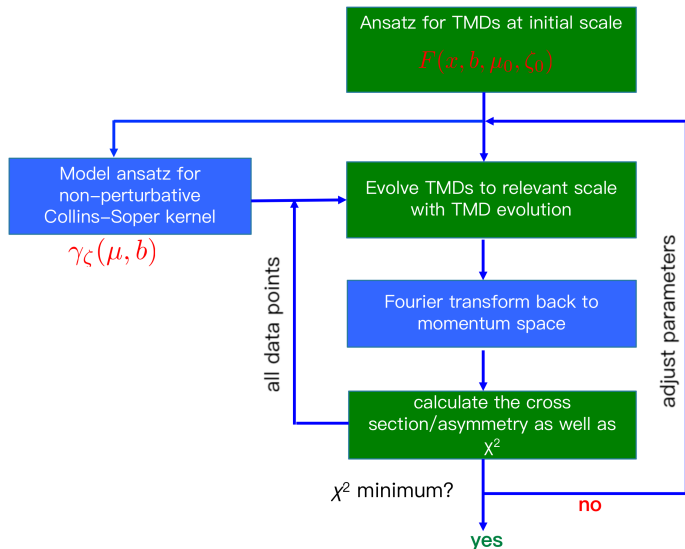 Ansatz for TMDs at initial scale
F(x, b, μ₀, ζ₀)
Model ansatz for
non-perturbative
Collins-Soper kernel
γ_ζ(μ, b)
Evolve TMDs to relevant scale
with TMD evolution
Fourier transform back to
momentum space
all data points
adjust parameters
calculate the cross
section/asymmetry as well as
χ²
χ² minimum?
no
yes